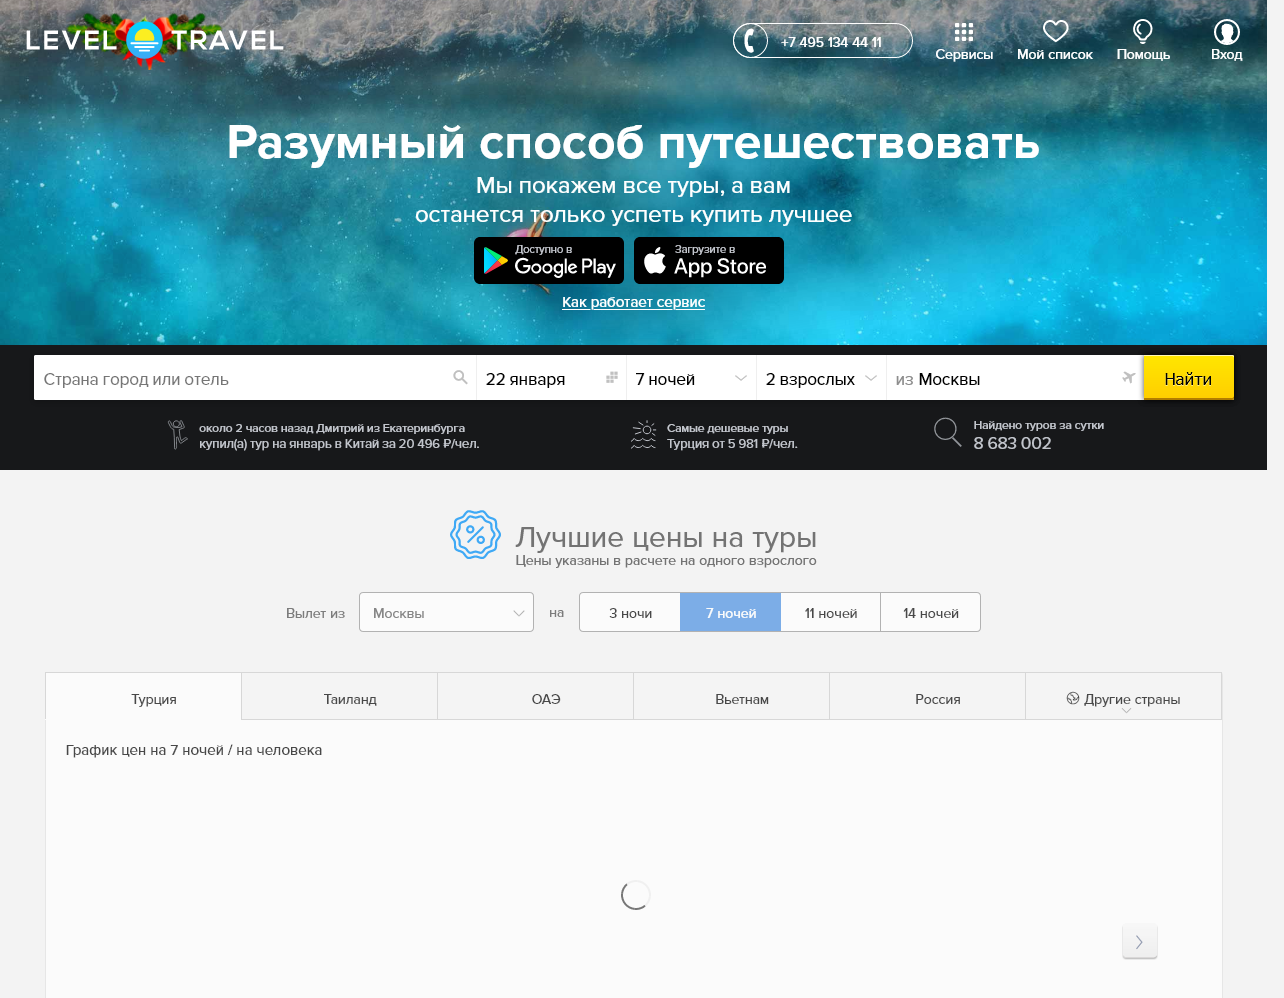 LEVEL TRAVEL
+7 495 134 44 11
Сервисы
Мой список
Помощь
Вход
Разумный способ путешествовать
Мы покажем все туры, а вам
останется только успеть купить лучшее
Доступно в
Google Play
Загрузите в
App Store
Как работает сервис
Страна город или отель
22 января
7 ночей
2 взрослых
из Москвы
Найти
около 2 часов назад Дмитрий из Екатеринбурга
купил(а) тур на январь в Китай за 20 496 ₽/чел.
Самые дешевые туры
Турция от 5 981 ₽/чел.
Найдено туров за сутки
8 683 002
Лучшие цены на туры
Цены указаны в расчете на одного взрослого
Вылет из
Москвы
на
3 ночи
7 ночей
11 ночей
14 ночей
Турция
Таиланд
ОАЭ
Вьетнам
Россия
Другие страны
График цен на 7 ночей / на человека